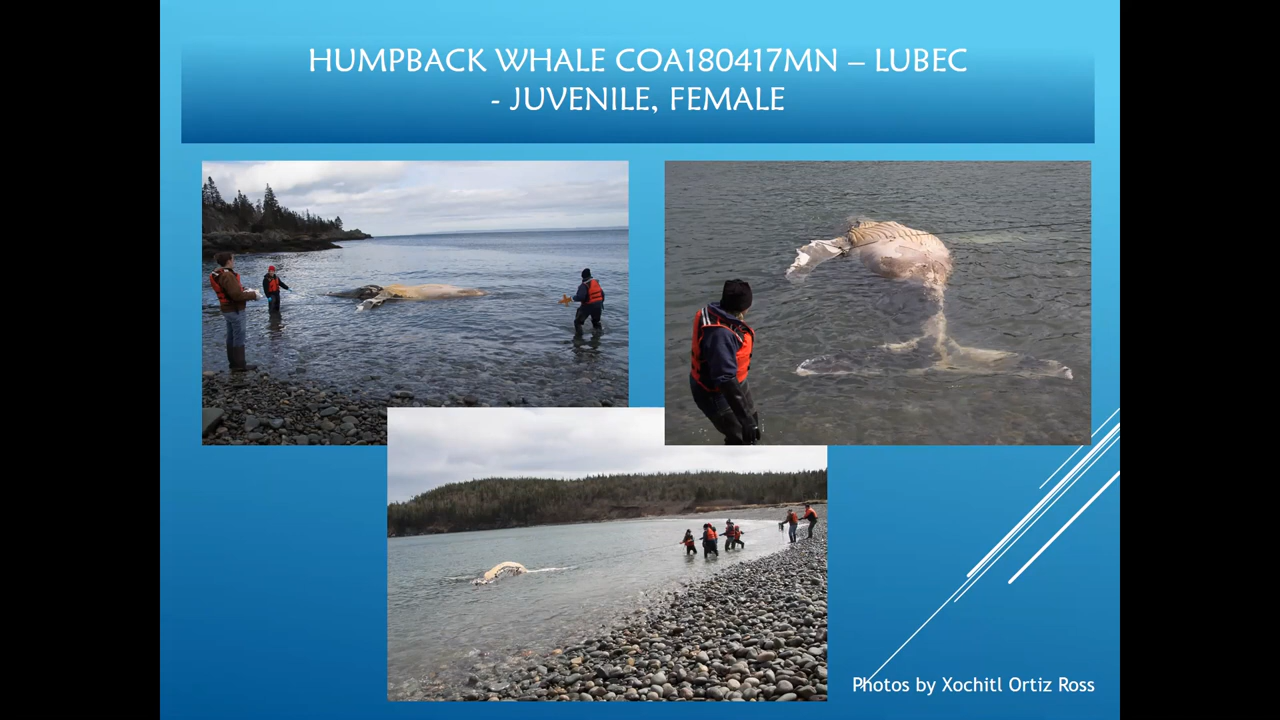 HUMPBACK WHALE COA180417MN – LUBEC
- JUVENILE, FEMALE
Photos by Xochitl Ortiz Ross